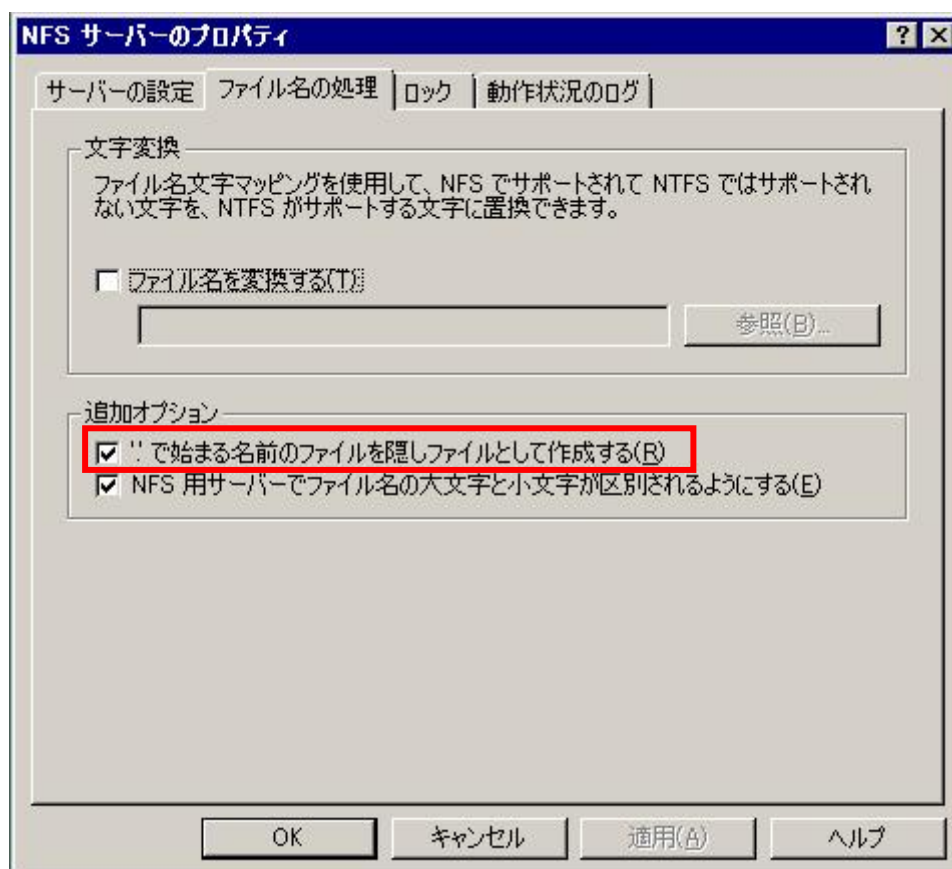 NFS サーバーのプロパティ
サーバーの設定 ファイル名の処理 ロック 動作状況のログ
文字変換
ファイル名文字マッピングを使用して、NFS でサポートされて NTFS ではサポートされ
ない文字を、NTFS がサポートする文字に置換できます。
ファイル名を変換する(T)
参照(B)...
追加オプション
'.' で始まる名前のファイルを隠しファイルとして作成する(R)
NFS 用サーバーでファイル名の大文字と小文字が区別されるようにする(E)
OK キャンセル 適用(A) ヘルプ